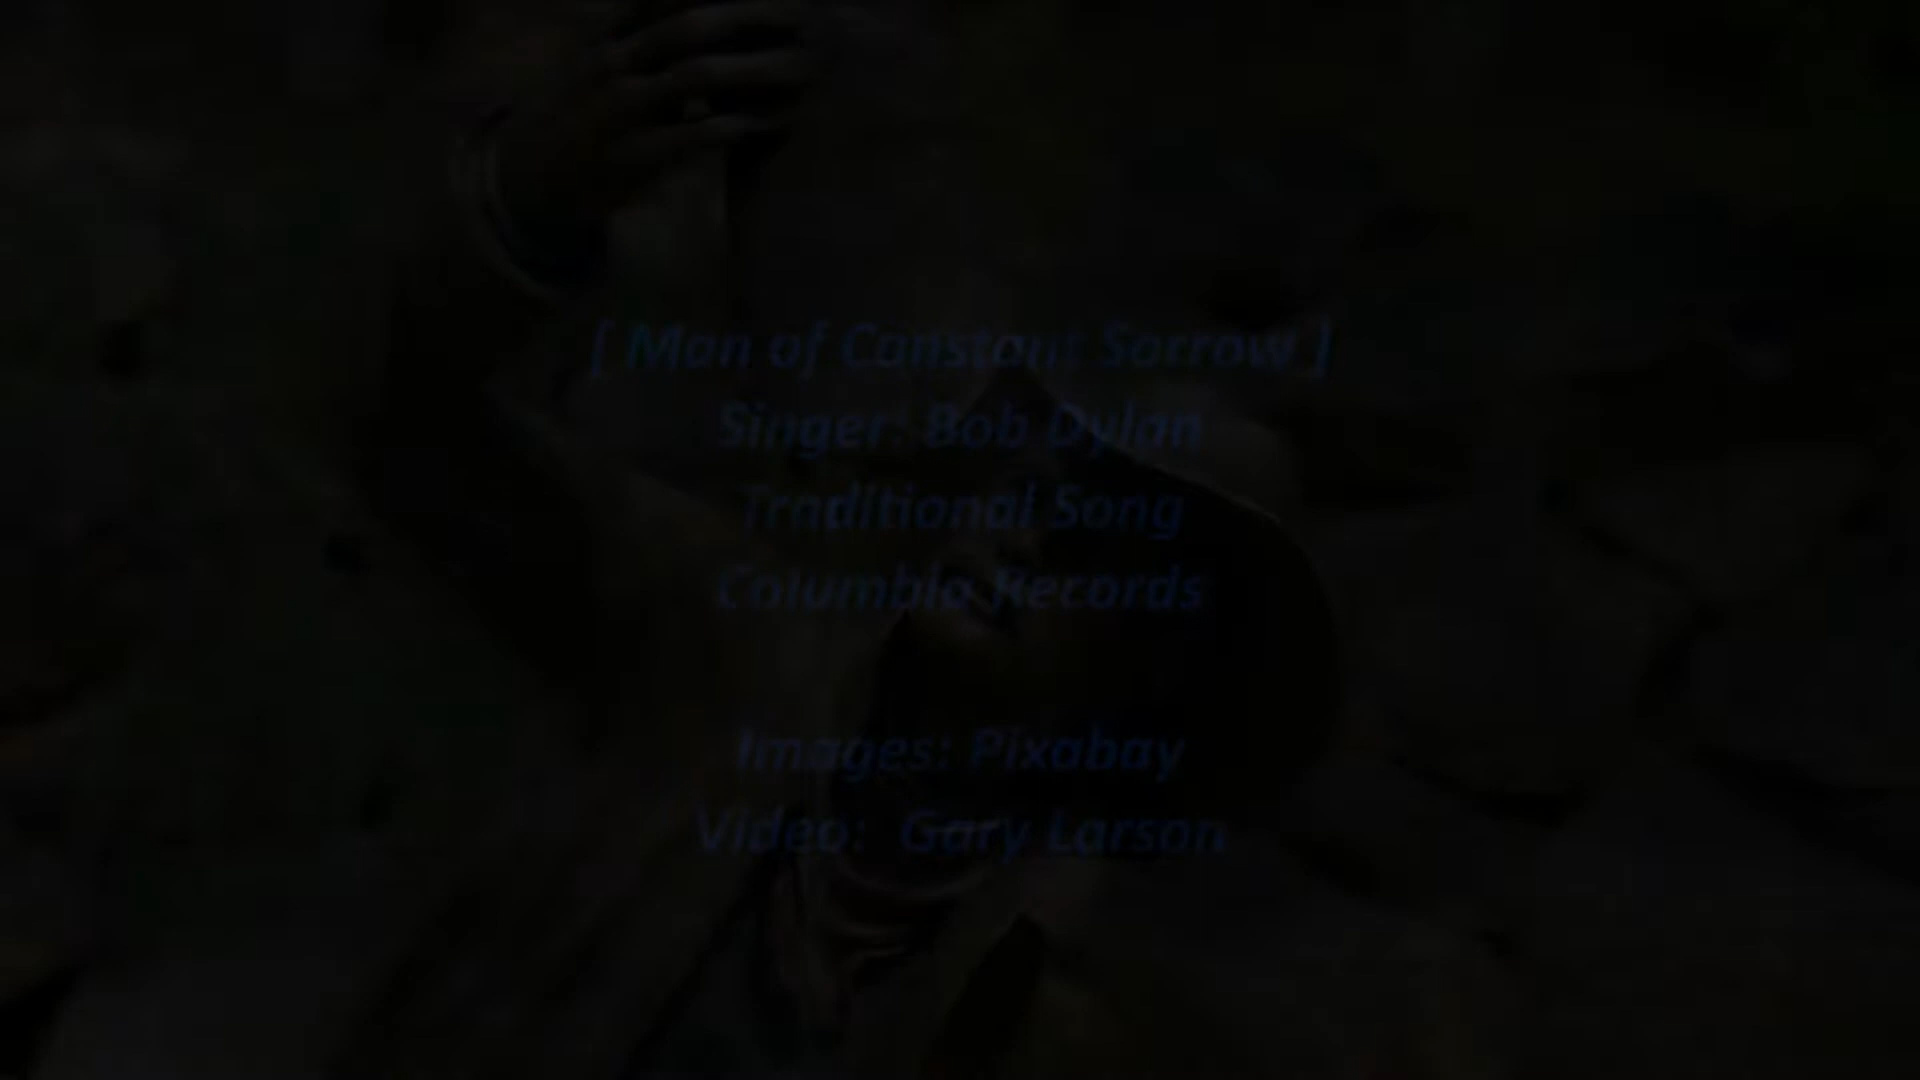 [ Man of Constant Sorrow ]
Singer: Bob Dylan
Traditional Song
Columbia Records
Images: Pixabay
Video: Gary Larson